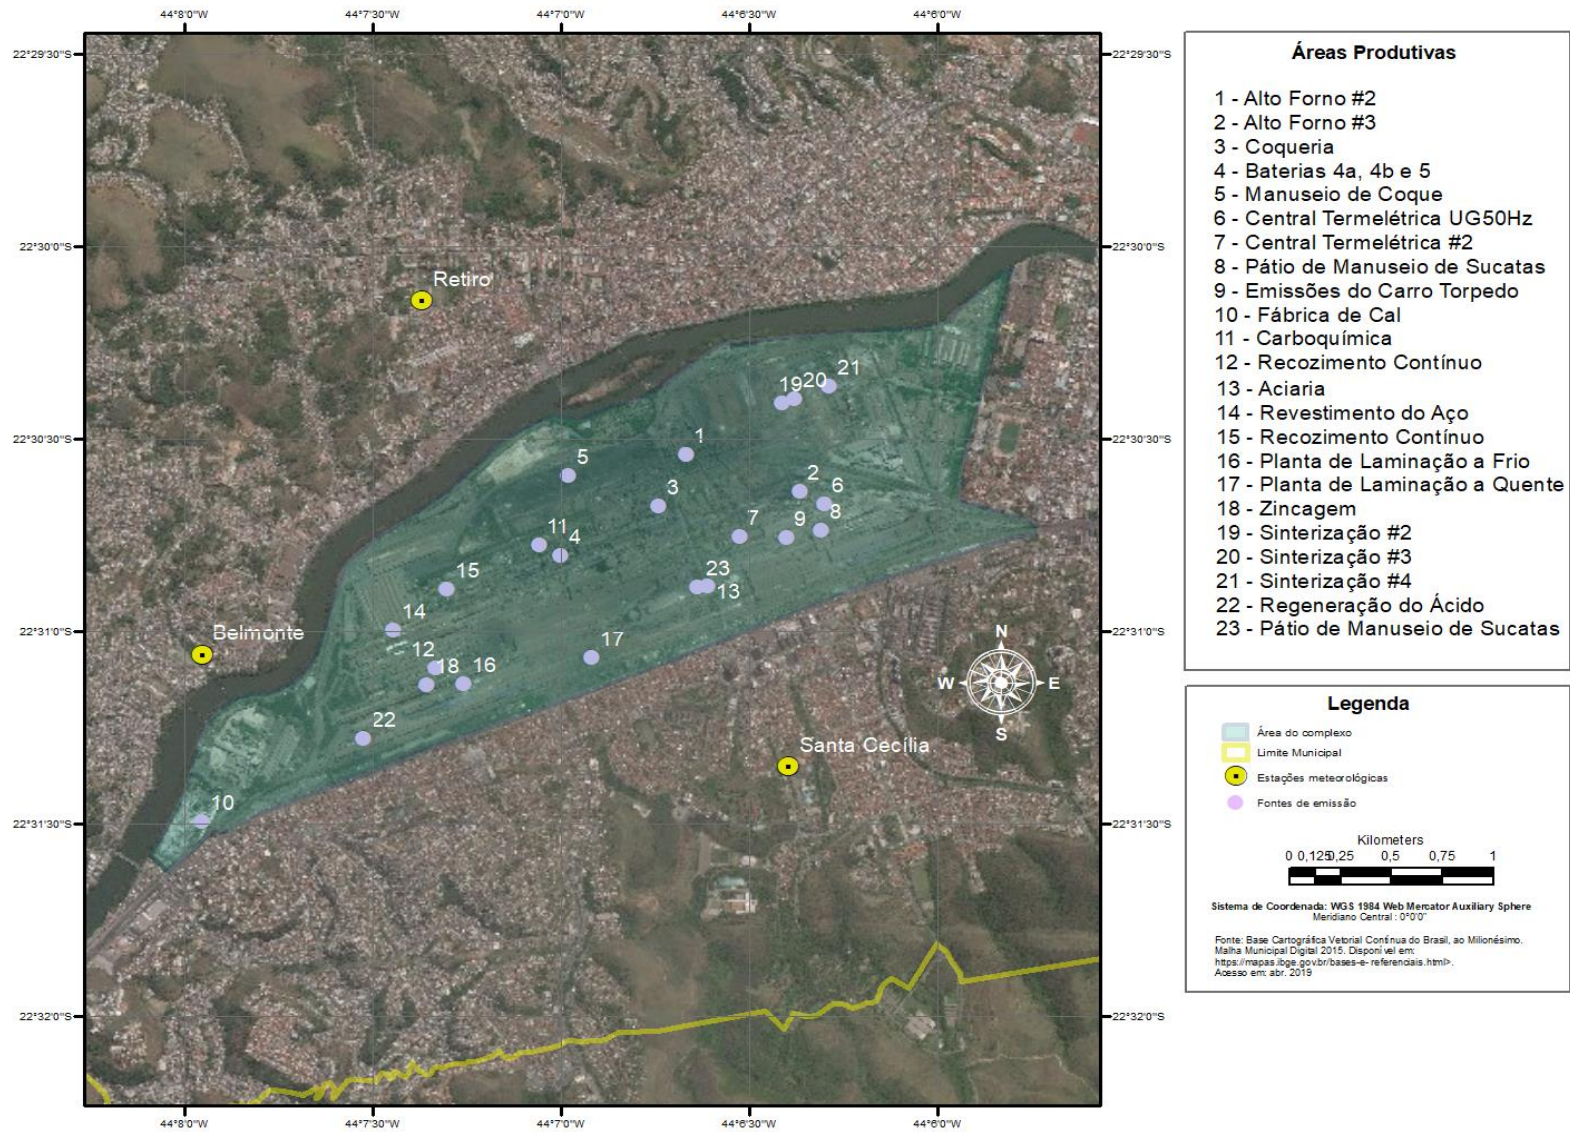 44°8'0"W 44°7'30"W 44°7'0"W 44°6'30"W 44°6'0"W
22°29'30"S 22°29'30"S
22°30'0"S 22°30'0"S
Retiro
21
20
19
22°30'30"S 22°30'30"S
1
5
2
3
6
7
9
8
11
4
23
15
13
14
22°31'0"S 22°31'0"S
Belmonte
17
12
18
16
N
W E
S
22
Santa Cecília
10
22°31'30"S 22°31'30"S
22°32'0"S 22°32'0"S
44°8'0"W 44°7'30"W 44°7'0"W 44°6'30"W 44°6'0"W
Áreas Produtivas
1 - Alto Forno #2
2 - Alto Forno #3
3 - Coqueria
4 - Baterias 4a, 4b e 5
5 - Manuseio de Coque
6 - Central Termelétrica UG50Hz
7 - Central Termelétrica #2
8 - Pátio de Manuseio de Sucatas
9 - Emissões do Carro Torpedo
10 - Fábrica de Cal
11 - Carboquímica
12 - Recozimento Contínuo
13 - Aciaria
14 - Revestimento do Aço
15 - Recozimento Contínuo
16 - Planta de Laminação a Frio
17 - Planta de Laminação a Quente
18 - Zincagem
19 - Sinterização #2
20 - Sinterização #3
21 - Sinterização #4
22 - Regeneração do Ácido
23 - Pátio de Manuseio de Sucatas
Legenda
Área do complexo
Limite Municipal
Estações meteorológicas
Fontes de emissão
Kilometers
0 0,125 0,25 0,5 0,75 1
Sistema de Coordenada: WGS 1984 Web Mercator Auxiliary Sphere
Meridiano Central : 0°0'0"
Fonte: Base Cartográfica Vetorial Contínua do Brasil, ao Milionésimo.
Malha Municipal Digital 2015. Disponível em:
https://mapas.ibge.gov.br/bases-e- referenciais.html>.
Acesso em: abr. 2019